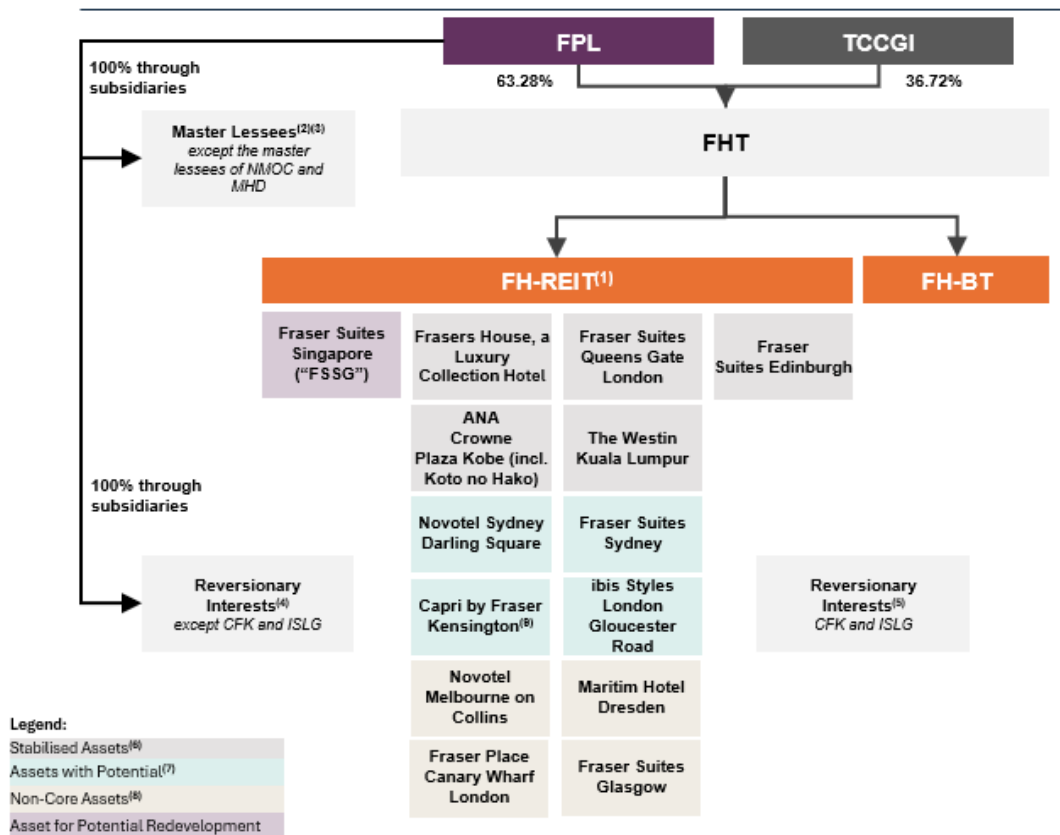 FPL
TCCGI
100% through
subsidiaries
63.28%
36.72%
Master Lessees(2)(3)
except the master
lessees of NMOC and
MHD
FHT
FH-REIT(1)
FH-BT
Fraser Suites
Singapore
(“FSSG”)
Frasers House, a
Luxury
Collection Hotel
Fraser Suites
Queens Gate
London
Fraser
Suites Edinburgh
ANA
Crowne
Plaza Kobe (incl.
Koto no Hako)
The Westin
Kuala Lumpur
100% through
subsidiaries
Novotel Sydney
Darling Square
Fraser Suites
Sydney
Reversionary
Interests(4)
except CFK and ISLG
Capri by Fraser
Kensington(9)
ibis Styles
London
Gloucester
Road
Reversionary
Interests(5)
CFK and ISLG
Novotel
Melbourne on
Collins
Maritim Hotel
Dresden
Fraser Place
Canary Wharf
London
Fraser Suites
Glasgow
Legend:
Stabilised Assets(6)
Assets with Potential(7)
Non-Core Assets(8)
Asset for Potential Redevelopment